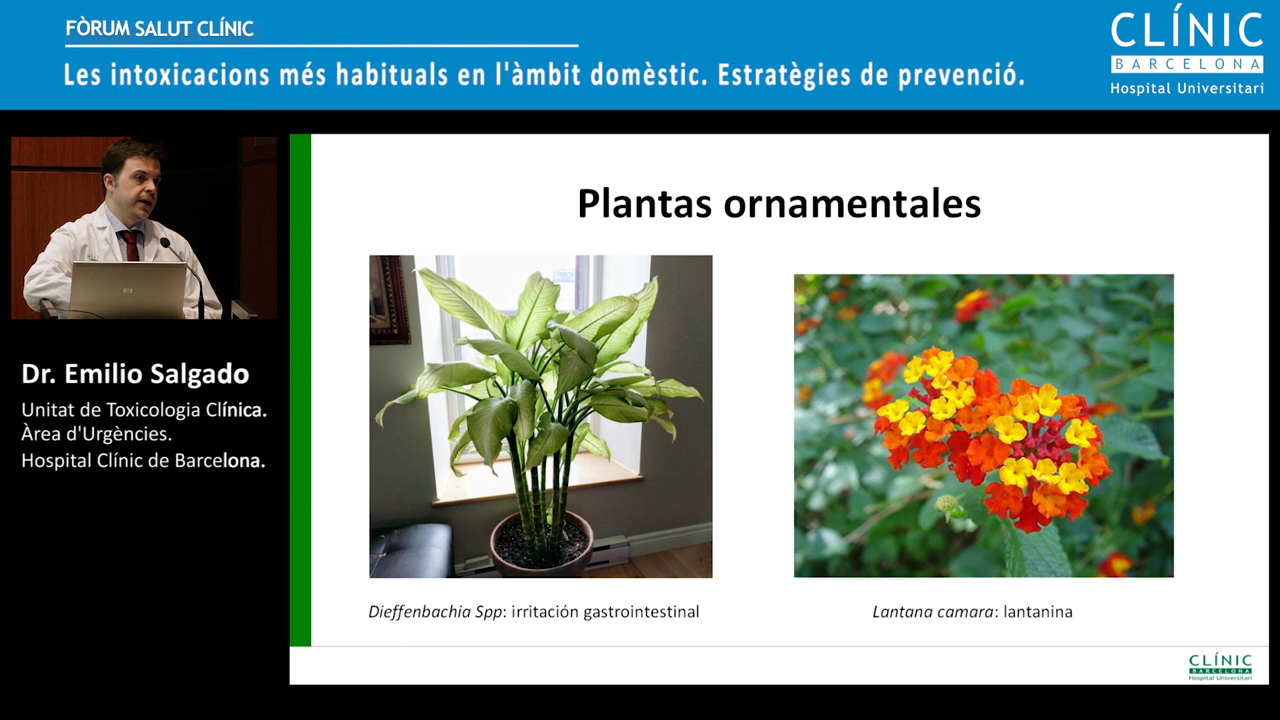 FÒRUM SALUT CLÍNIC
Les intoxicacions més habituals en l'àmbit domèstic. Estratègies de prevenció.
CLÍNIC
BARCELONA
Hospital Universitari
Dr. Emilio Salgado
Unitat de Toxicologia Clínica.
Àrea d'Urgències.
Hospital Clínic de Barcelona.
Plantas ornamentales
Dieffenbachia Spp: irritación gastrointestinal
Lantana camara: lantanina
CLÍNIC
BARCELONA
Hospital Universitari